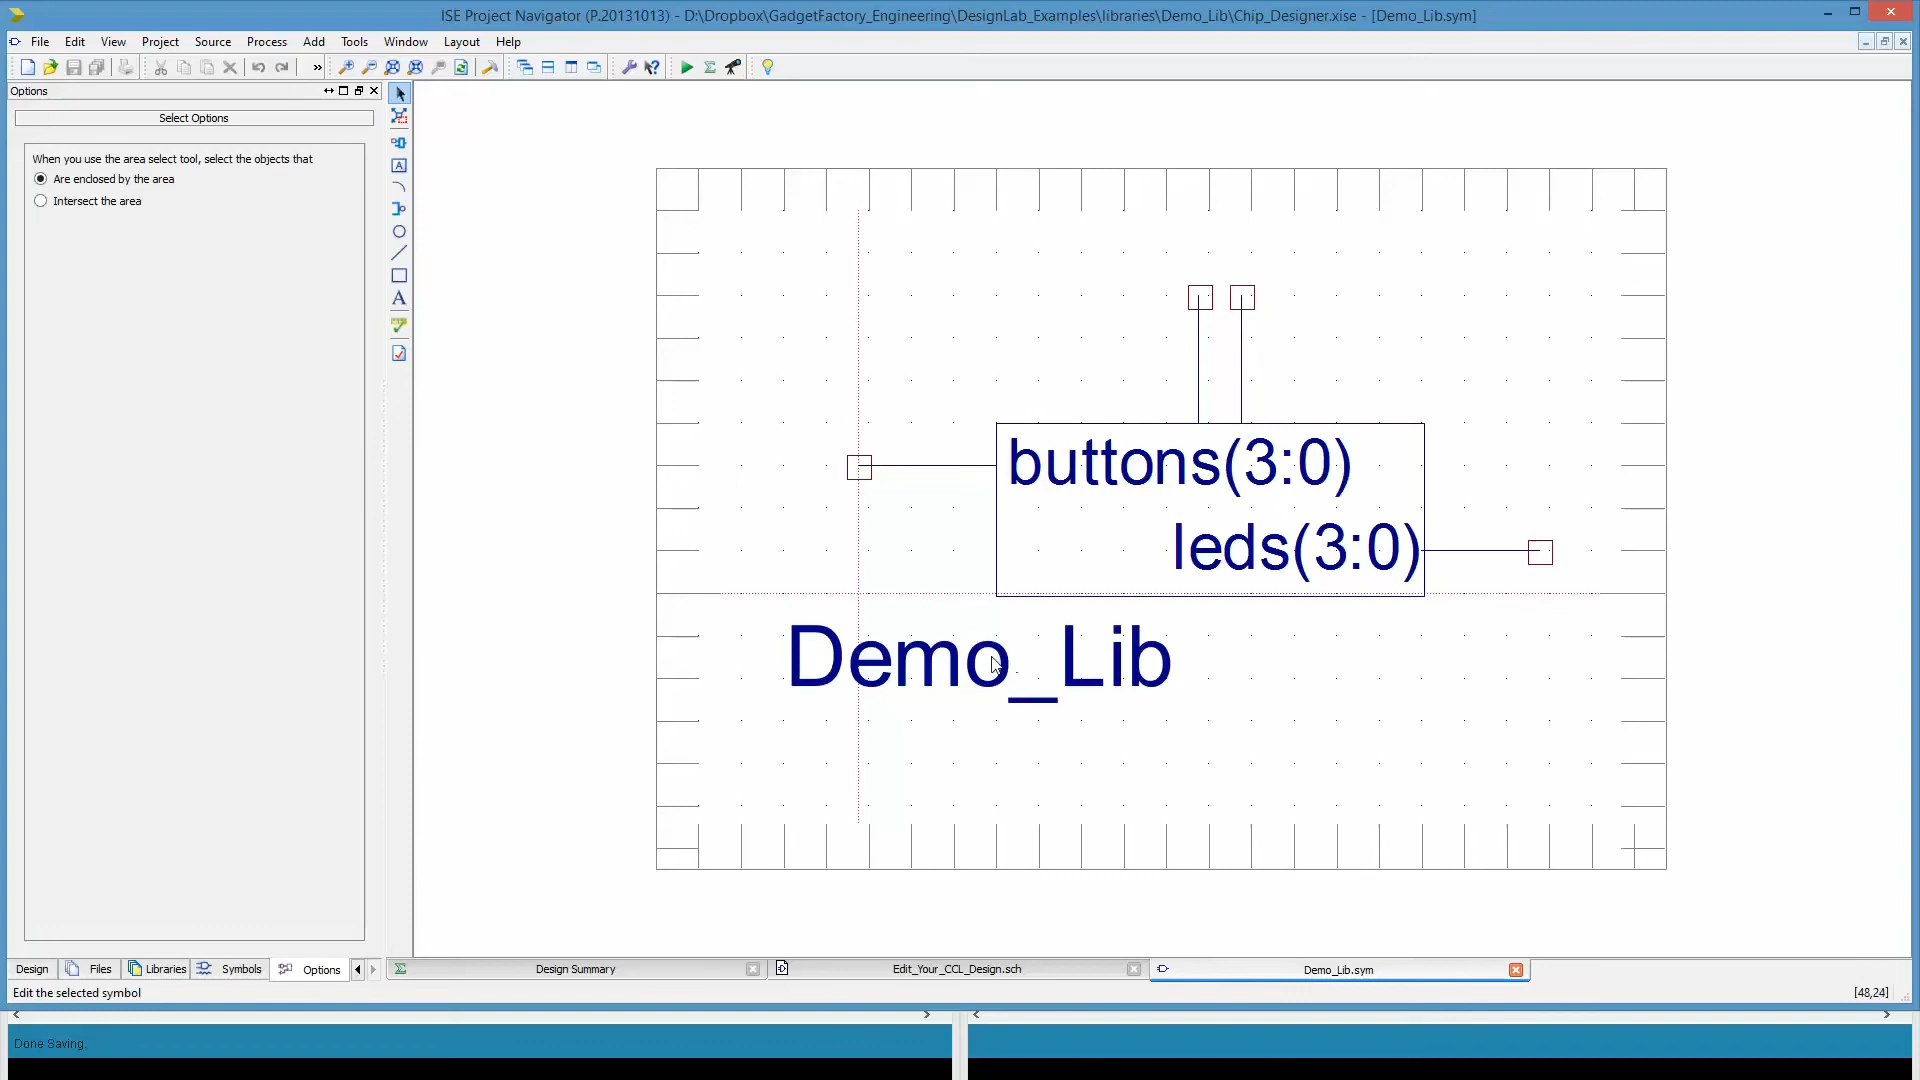 ISE Project Navigator (P.20131013) - D:\Dropbox\GadgetFactory_Engineering\DesignLab_Examples\libraries\Demo_Lib\Chip_Designer.xise - [Demo_Lib.sym]
File Edit View Project Source Process Add Tools Window Layout Help
Options
Select Options
When you use the area select tool, select the objects that
Are enclosed by the area
Intersect the area
buttons(3:0)
leds(3:0)
Demo_Lib
Design Files Libraries Symbols Options
Design Summary Edit_Your_CCL_Design.sch Demo_Lib.sym
Edit the selected symbol
[48,24]
Done Saving.